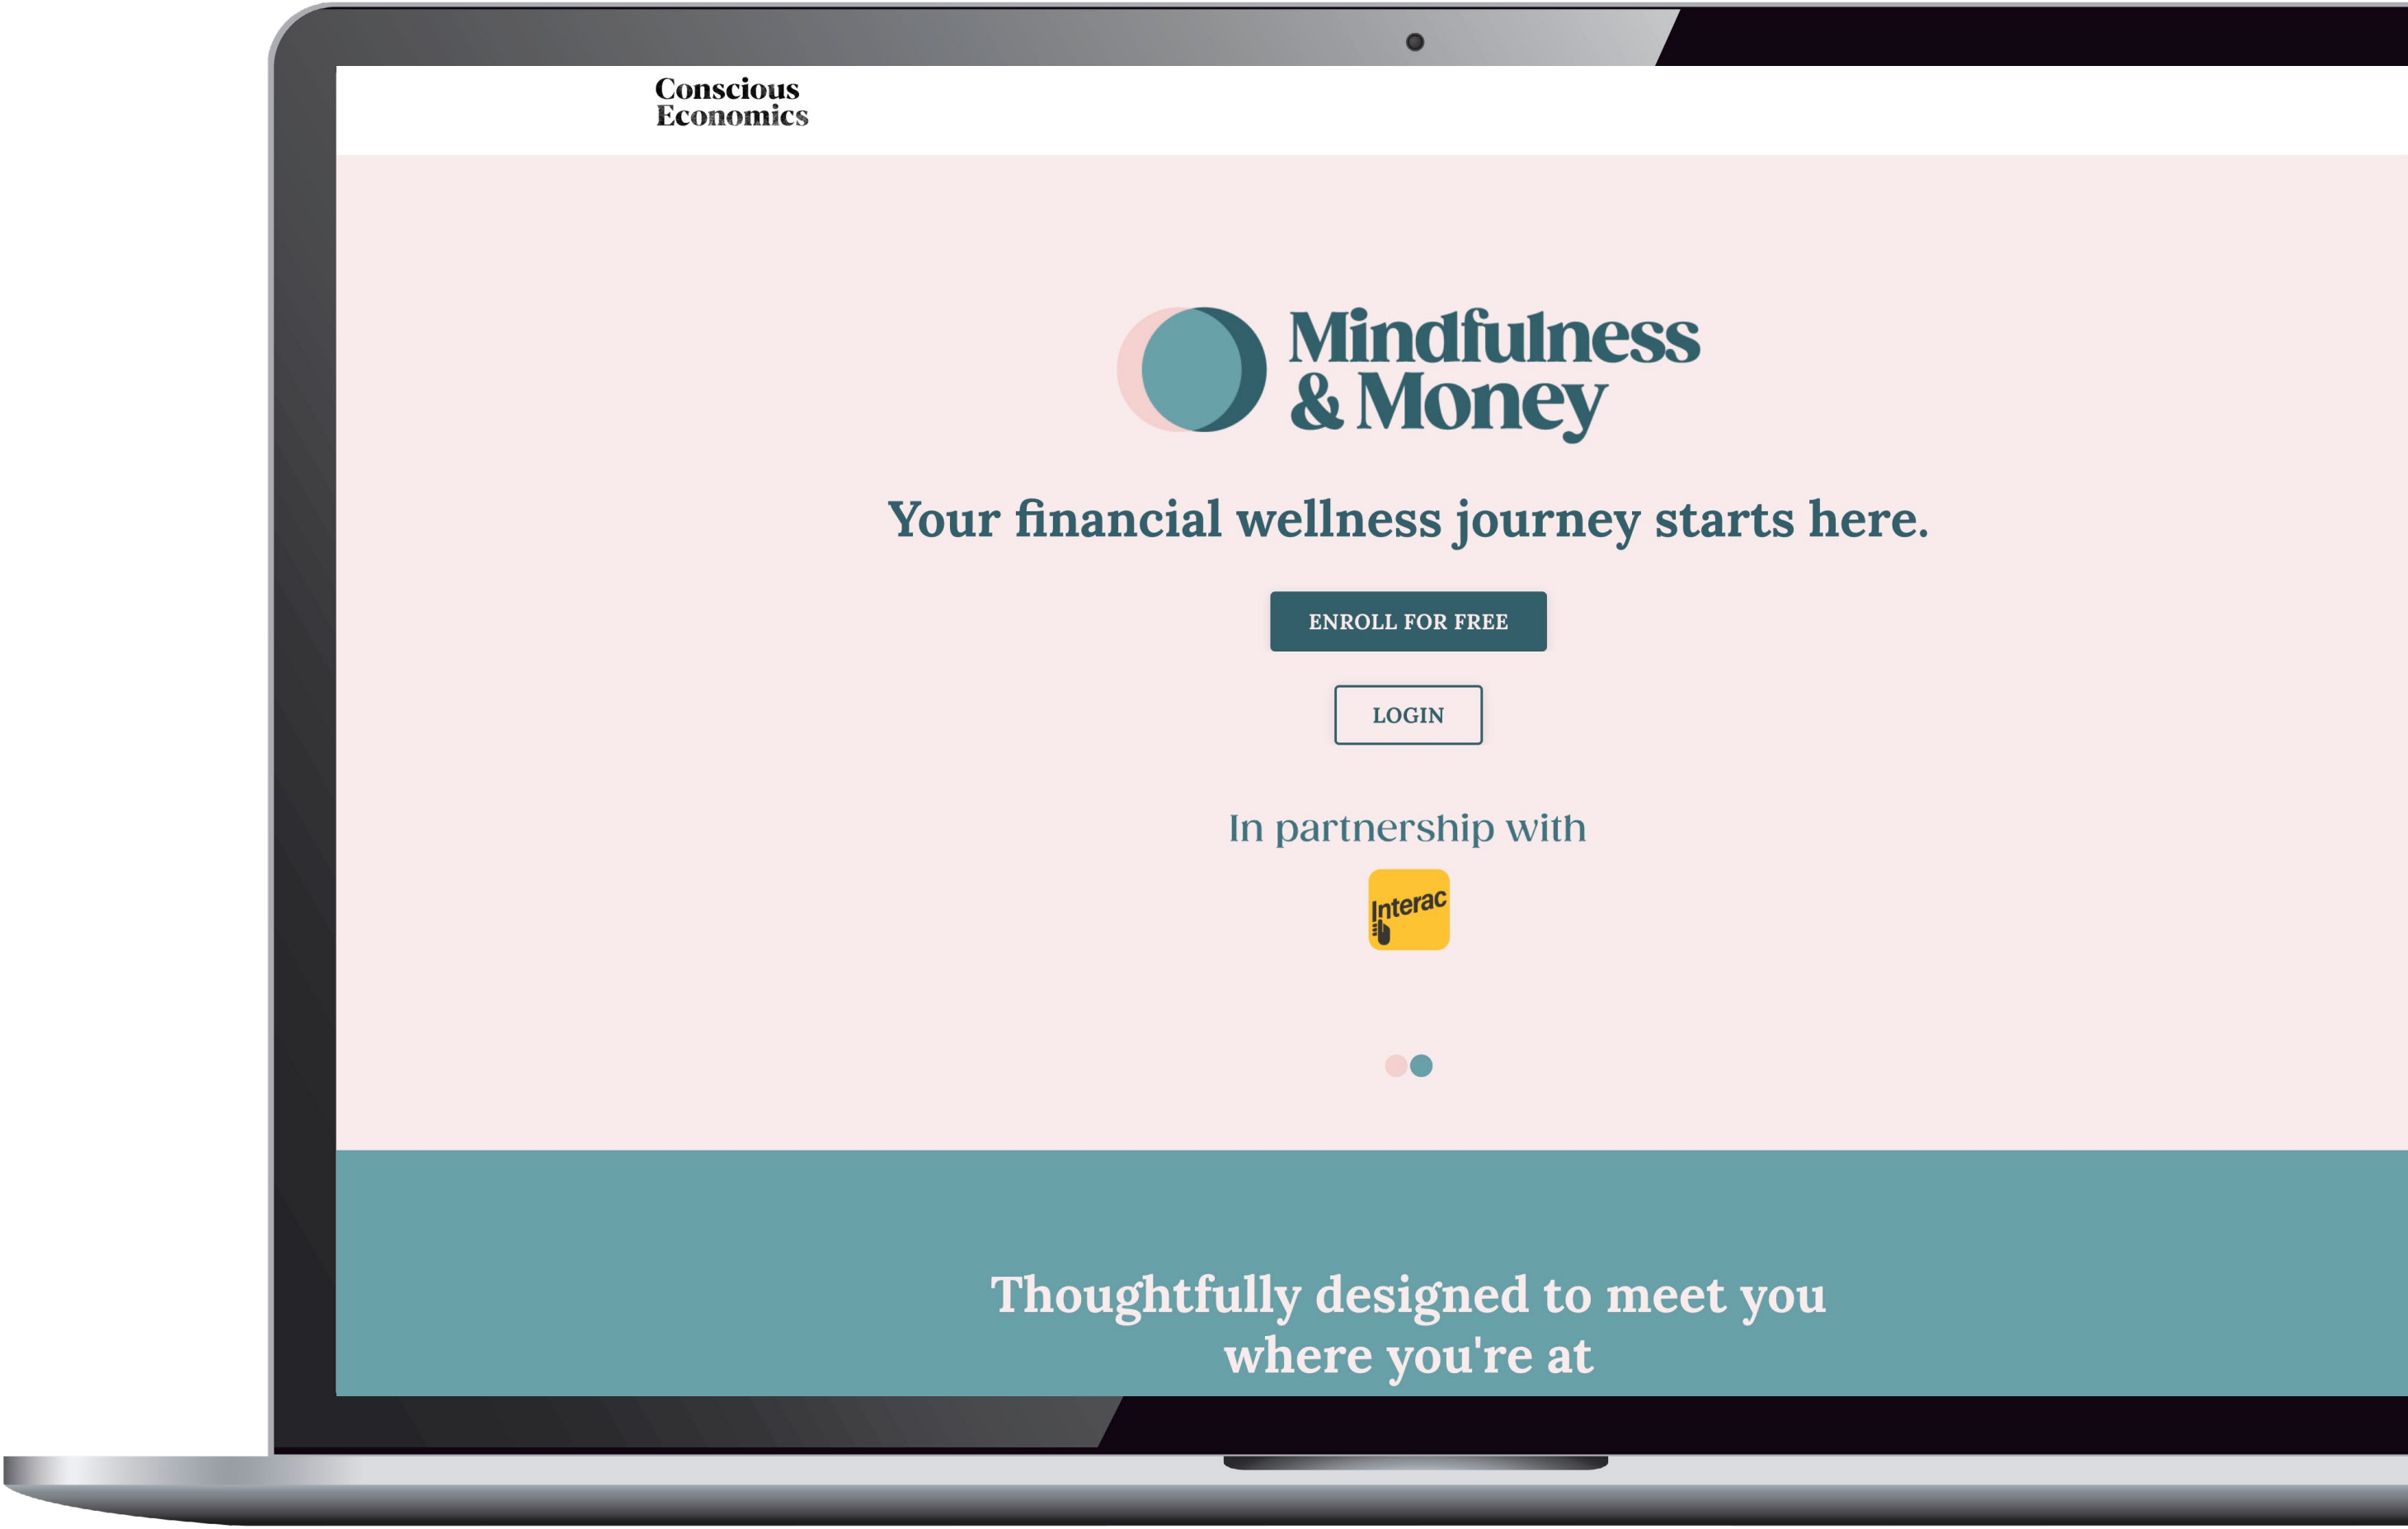 Conscious
Economics
Mindfulness
& Money
Your financial wellness journey starts here.
ENROLL FOR FREE
LOGIN
In partnership with
Interac
Thoughtfully designed to meet you
where you're at